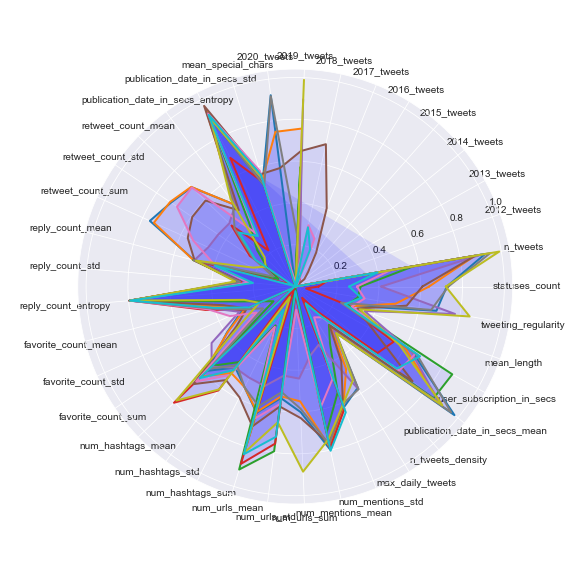 2020_tweets
2019_tweets
2018_tweets
2017_tweets
2016_tweets
2015_tweets
2014_tweets
2013_tweets
2012_tweets
n_tweets
statuses_count
tweeting_regularity
mean_length
user_subscription_in_secs
publication_date_in_secs_mean
n_tweets_density
max_daily_tweets
num_mentions_std
num_mentions_mean
num_urls_sum
num_urls_std
num_urls_mean
num_hashtags_sum
num_hashtags_std
num_hashtags_mean
favorite_count_sum
favorite_count_std
favorite_count_mean
reply_count_entropy
reply_count_std
reply_count_mean
retweet_count_sum
retweet_count_std
retweet_count_mean
publication_date_in_secs_entropy
publication_date_in_secs_std
mean_special_chars
0.2
0.4
0.6
0.8
1.0